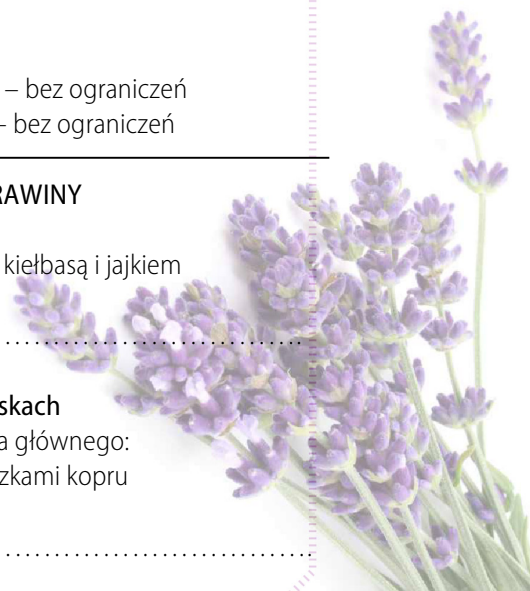 – bez ograniczeń
– bez ograniczeń
RAWINY
kiełbasą i jajkiem
...........................................
skach
a głównego:
zkami kopru
...........................................